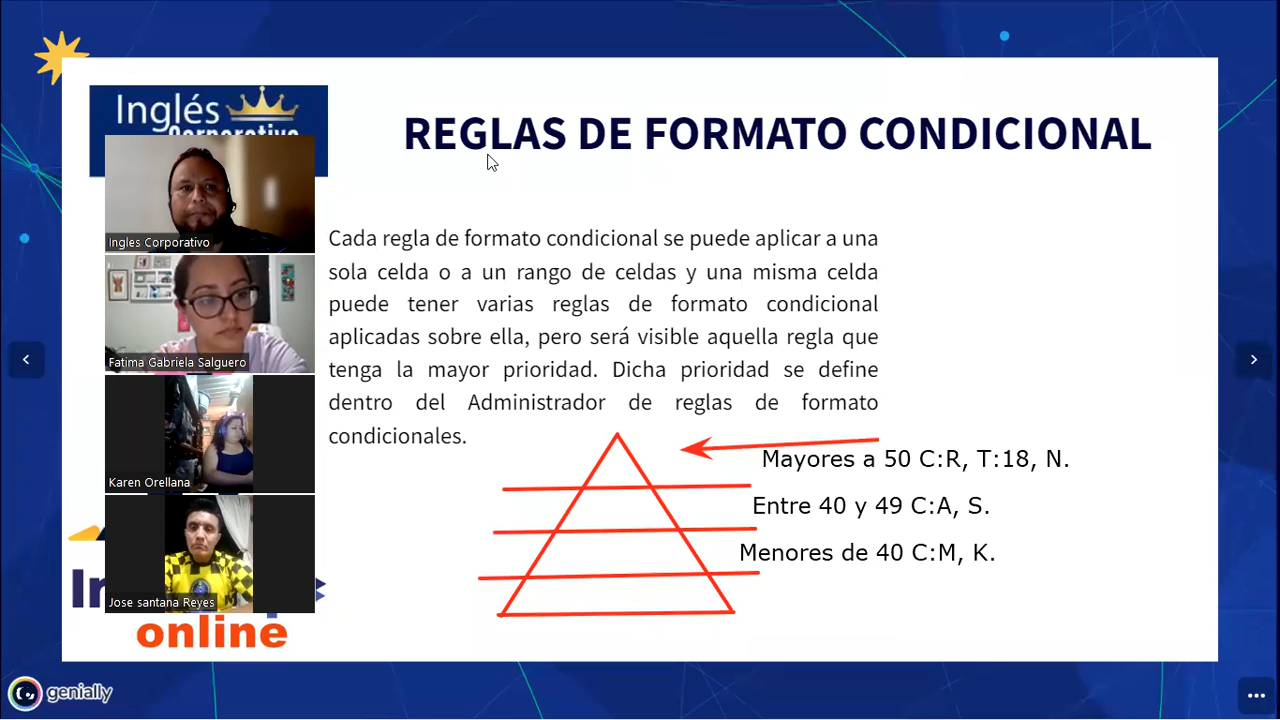 Inglés
Corporativo
REGLAS DE FORMATO CONDICIONAL
Ingles Corporativo
Fatima Gabriela Salguero
Karen Orellana
Jose santana Reyes
Cada regla de formato condicional se puede aplicar a una
sola celda o a un rango de celdas y una misma celda
puede tener varias reglas de formato condicional
aplicadas sobre ella, pero será visible aquella regla que
tenga la mayor prioridad. Dicha prioridad se define
dentro del Administrador de reglas de formato
condicionales.
Mayores a 50 C:R, T:18, N.
Entre 40 y 49 C:A, S.
Menores de 40 C:M, K.
online
genially